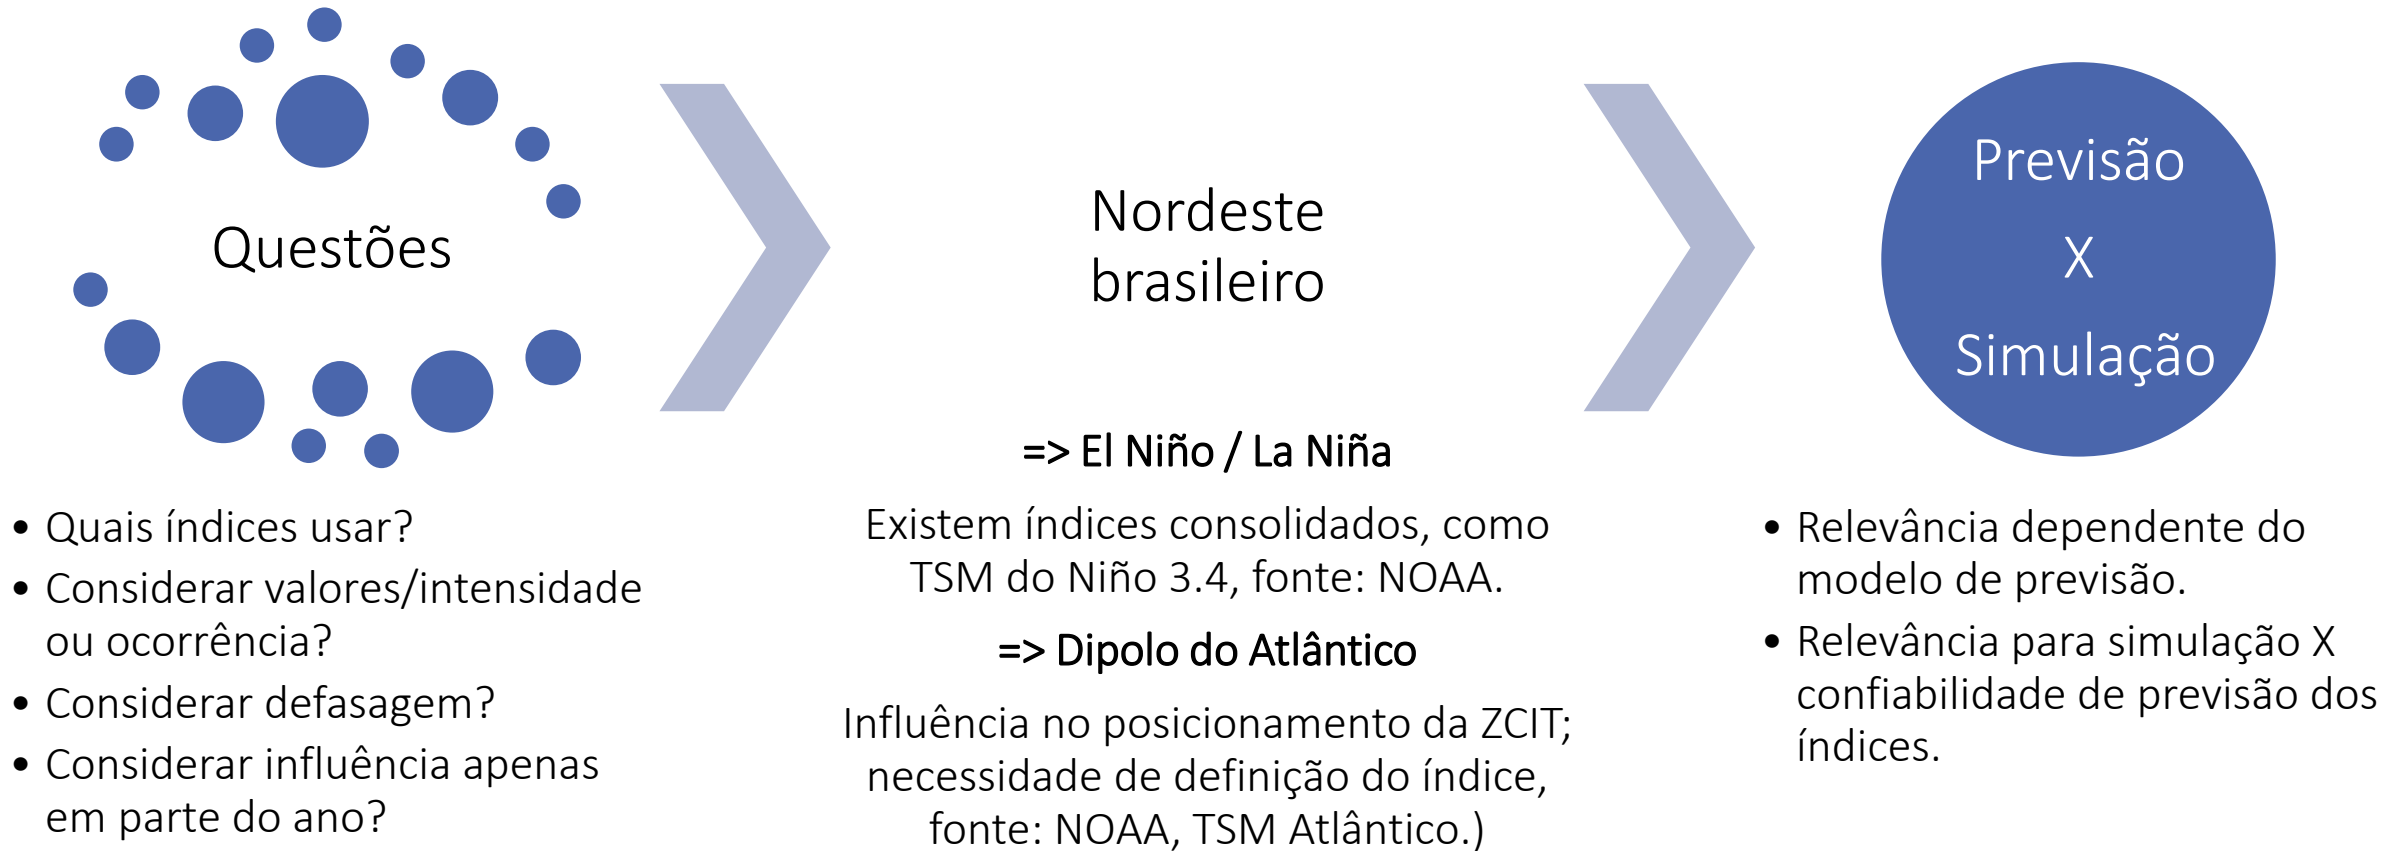 Questões
• Quais índices usar?
• Considerar valores/intensidade
ou ocorrência?
• Considerar defasagem?
• Considerar influência apenas
em parte do ano?
Nordeste
brasileiro
=> El Niño / La Niña
Existem índices consolidados, como
TSM do Niño 3.4, fonte: NOAA.
=> Dipolo do Atlântico
Influência no posicionamento da ZCIT;
necessidade de definição do índice,
fonte: NOAA, TSM Atlântico.)
Previsão
X
Simulação
• Relevância dependente do
modelo de previsão.
• Relevância para simulação X
confiabilidade de previsão dos
índices.